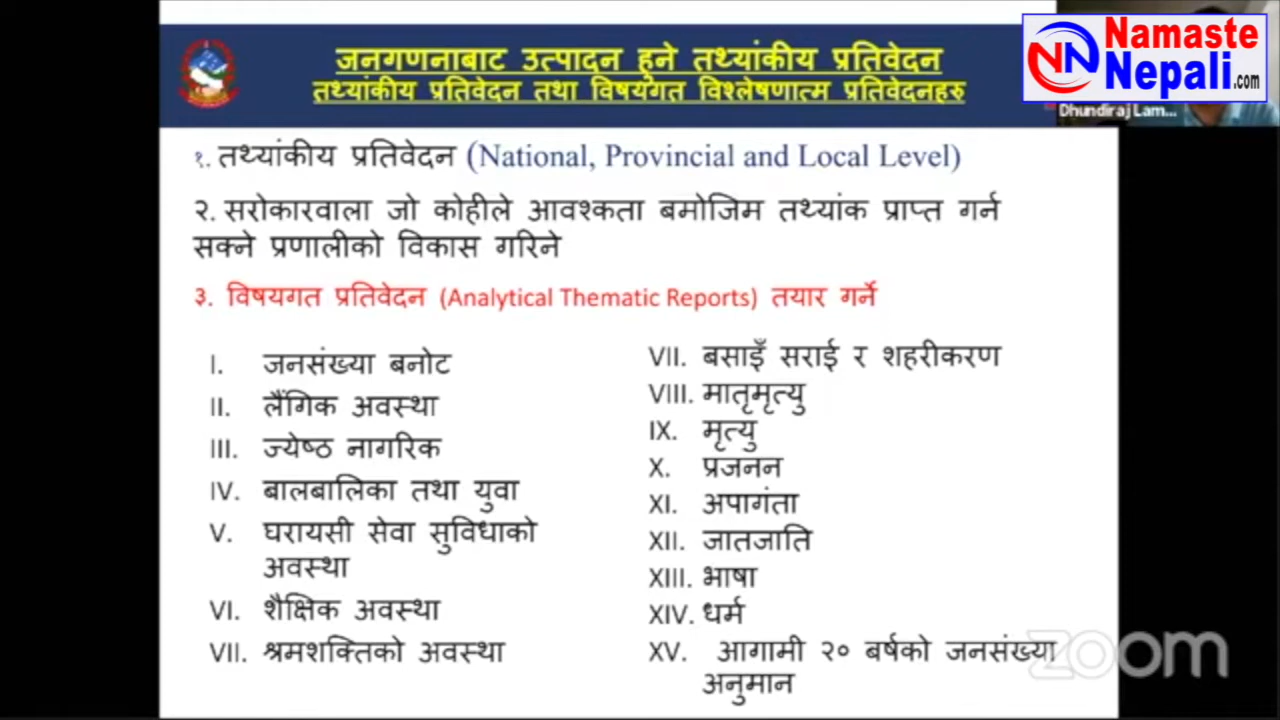 जनगणनाबाट उत्पादन हुने तथ्यांकीय प्रतिवेदन
तथ्यांकीय प्रतिवेदन तथा विषयगत विश्लेषणात्म प्रतिवेदनहरु
Namaste
Nepali.com
Dhundiraj Lam...
१. तथ्यांकीय प्रतिवेदन (National, Provincial and Local Level)
२. सरोकारवाला जो कोहीले आवश्कता बमोजिम तथ्यांक प्राप्त गर्न
सक्ने प्रणालीको विकास गरिने
३. विषयगत प्रतिवेदन (Analytical Thematic Reports) तयार गर्ने
I. जनसंख्या बनोट
II. लैंगिक अवस्था
III. ज्येष्ठ नागरिक
IV. बालबालिका तथा युवा
V. घरायसी सेवा सुविधाको
अवस्था
VI. शैक्षिक अवस्था
VII. श्रमशक्तिको अवस्था
VII. बसाइँ सराई र शहरीकरण
VIII. मातृमृत्यु
IX. मृत्यु
X. प्रजनन
XI. अपागंता
XII. जातजाति
XIII. भाषा
XIV. धर्म
XV. आगामी २० बर्षको जनसंख्या
अनुमान
zoom